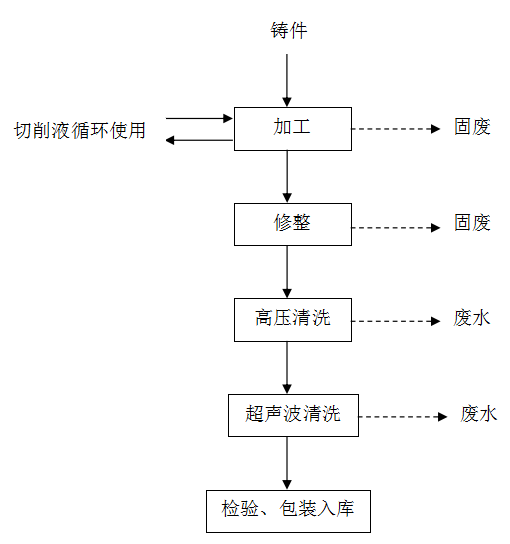 铸件
切削液循环使用
加工
固废
修整
固废
高压清洗
废水
超声波清洗
废水
检验、包装入库